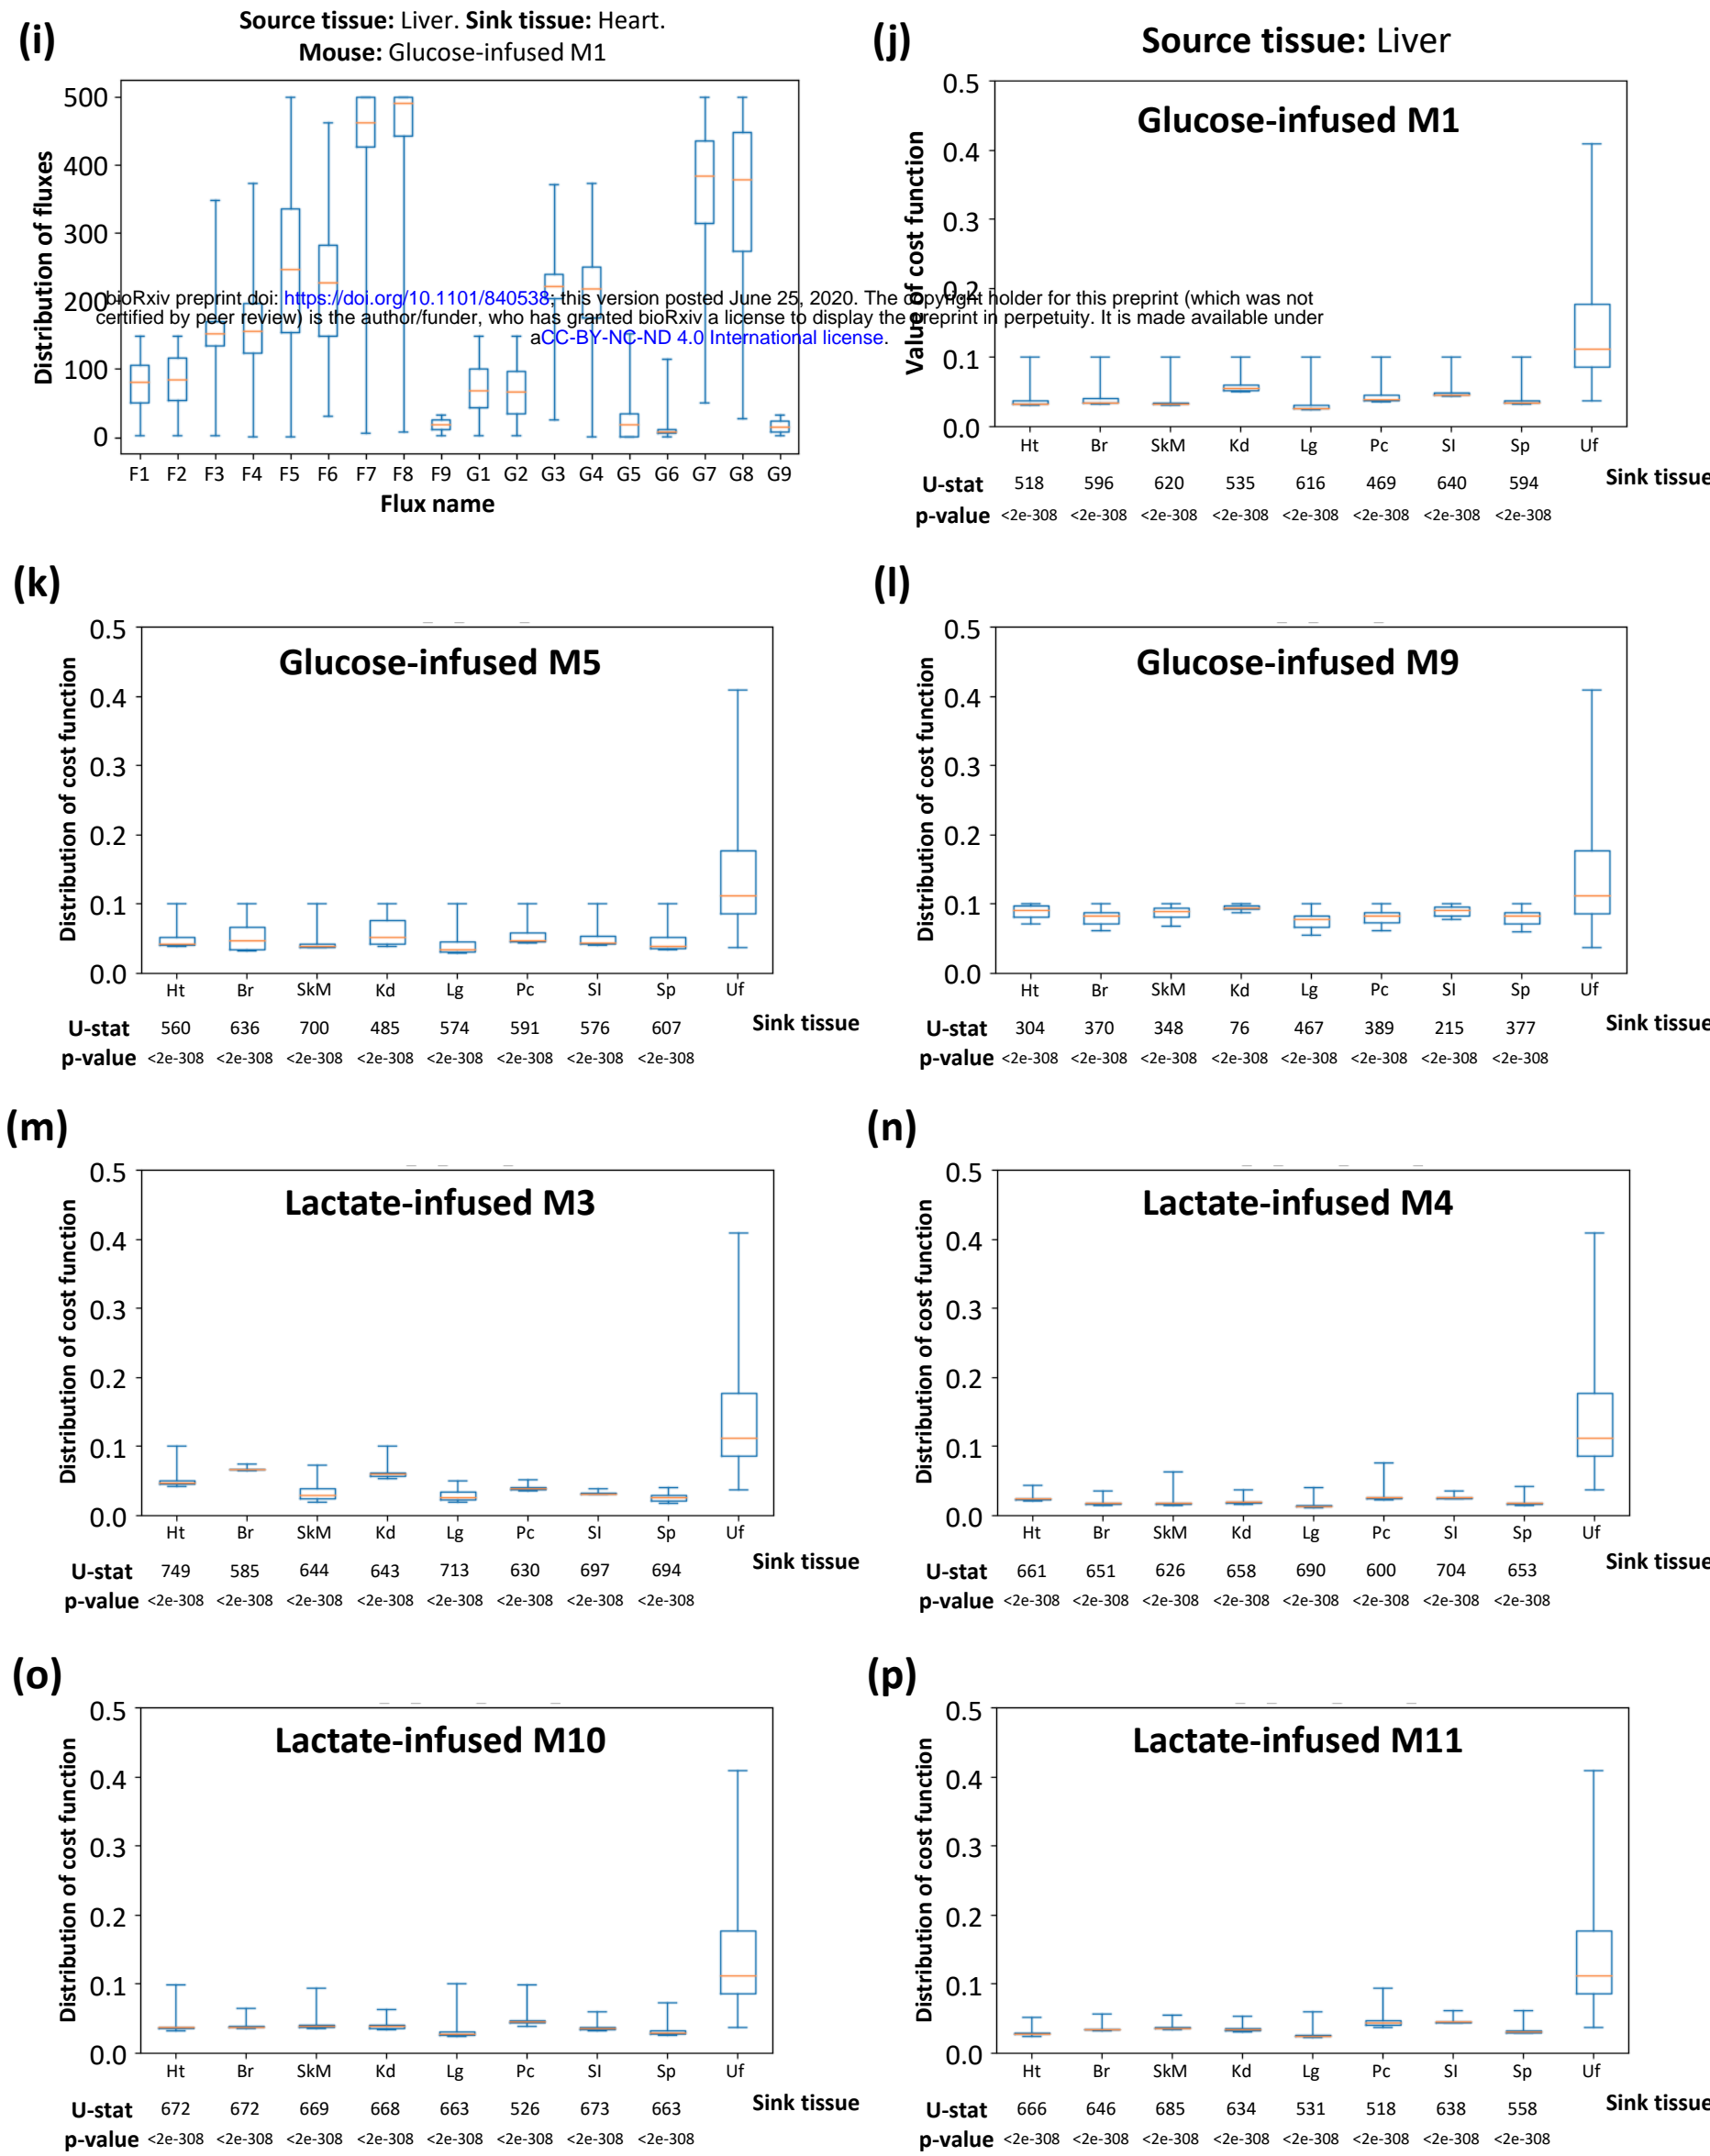 (i)
Source tissue: Liver. Sink tissue: Heart.
Mouse: Glucose-infused M1
Distribution of fluxes
500
400
300
200
100
0
F1 F2 F3 F4 F5 F6 F7 F8 F9 G1 G2 G3 G4 G5 G6 G7 G8 G9
Flux name
bioRxiv preprint doi: https://doi.org/10.1101/840538; this version posted June 25, 2020. The copyright holder for this preprint (which was not
certified by peer review) is the author/funder, who has granted bioRxiv a license to display the preprint in perpetuity. It is made available under
aCC-BY-NC-ND 4.0 International license.
(j)
Source tissue: Liver
Glucose-infused M1
Value of cost function
0.5
0.4
0.3
0.2
0.1
0.0
Ht Br SkM Kd Lg Pc SI Sp Uf
Sink tissue
U-stat 518 596 620 535 616 469 640 594
p-value <2e-308 <2e-308 <2e-308 <2e-308 <2e-308 <2e-308 <2e-308 <2e-308
(k)
Glucose-infused M5
Distribution of cost function
0.5
0.4
0.3
0.2
0.1
0.0
Ht Br SkM Kd Lg Pc SI Sp Uf
Sink tissue
U-stat 560 636 700 485 574 591 576 607
p-value <2e-308 <2e-308 <2e-308 <2e-308 <2e-308 <2e-308 <2e-308 <2e-308
(l)
Glucose-infused M9
Distribution of cost function
0.5
0.4
0.3
0.2
0.1
0.0
Ht Br SkM Kd Lg Pc SI Sp Uf
Sink tissue
U-stat 304 370 348 76 467 389 215 377
p-value <2e-308 <2e-308 <2e-308 <2e-308 <2e-308 <2e-308 <2e-308 <2e-308
(m)
Lactate-infused M3
Distribution of cost function
0.5
0.4
0.3
0.2
0.1
0.0
Ht Br SkM Kd Lg Pc SI Sp Uf
Sink tissue
U-stat 749 585 644 643 713 630 697 694
p-value <2e-308 <2e-308 <2e-308 <2e-308 <2e-308 <2e-308 <2e-308 <2e-308
(n)
Lactate-infused M4
Distribution of cost function
0.5
0.4
0.3
0.2
0.1
0.0
Ht Br SkM Kd Lg Pc SI Sp Uf
Sink tissue
U-stat 661 651 626 658 690 600 704 653
p-value <2e-308 <2e-308 <2e-308 <2e-308 <2e-308 <2e-308 <2e-308 <2e-308
(o)
Lactate-infused M10
Distribution of cost function
0.5
0.4
0.3
0.2
0.1
0.0
Ht Br SkM Kd Lg Pc SI Sp Uf
Sink tissue
U-stat 672 672 669 668 663 526 673 663
p-value <2e-308 <2e-308 <2e-308 <2e-308 <2e-308 <2e-308 <2e-308 <2e-308
(p)
Lactate-infused M11
Distribution of cost function
0.5
0.4
0.3
0.2
0.1
0.0
Ht Br SkM Kd Lg Pc SI Sp Uf
Sink tissue
U-stat 666 646 685 634 531 518 638 558
p-value <2e-308 <2e-308 <2e-308 <2e-308 <2e-308 <2e-308 <2e-308 <2e-308